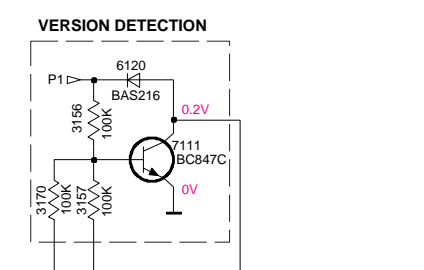 VERSION DETECTION
6120
P1
BAS216
0.2V
3156
100K
7111
BC847C
3170
100K
3157
100K
0V